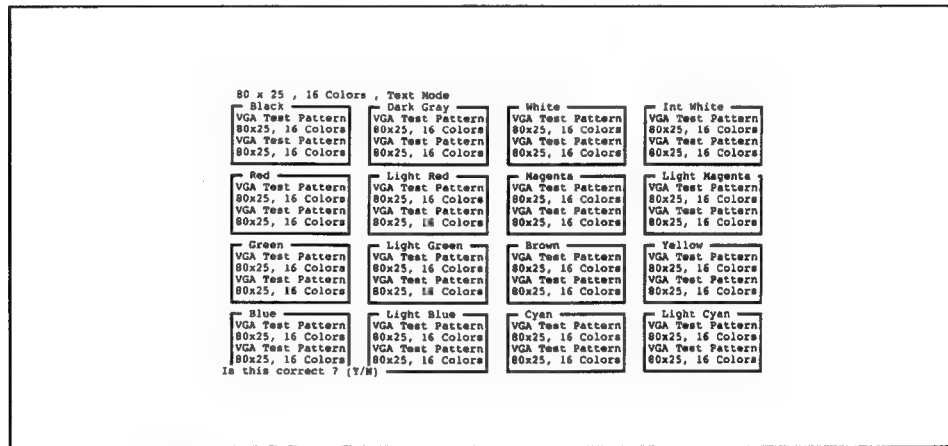 80 x 25 , 16 Colors , Text Mode
Black
VGA Test Pattern
80x25, 16 Colors
VGA Test Pattern
80x25, 16 Colors
Dark Gray
VGA Test Pattern
80x25, 16 Colors
VGA Test Pattern
80x25, 16 Colors
White
VGA Test Pattern
80x25, 16 Colors
VGA Test Pattern
80x25, 16 Colors
Int White
VGA Test Pattern
80x25, 16 Colors
VGA Test Pattern
80x25, 16 Colors
Red
VGA Test Pattern
80x25, 16 Colors
VGA Test Pattern
80x25, 16 Colors
Light Red
VGA Test Pattern
80x25, 16 Colors
VGA Test Pattern
80x25, 16 Colors
Magenta
VGA Test Pattern
80x25, 16 Colors
VGA Test Pattern
80x25, 16 Colors
Light Magenta
VGA Test Pattern
80x25, 16 Colors
VGA Test Pattern
80x25, 16 Colors
Green
VGA Test Pattern
80x25, 16 Colors
VGA Test Pattern
80x25, 16 Colors
Light Green
VGA Test Pattern
80x25, 16 Colors
VGA Test Pattern
80x25, 16 Colors
Brown
VGA Test Pattern
80x25, 16 Colors
VGA Test Pattern
80x25, 16 Colors
Yellow
VGA Test Pattern
80x25, 16 Colors
VGA Test Pattern
80x25, 16 Colors
Blue
VGA Test Pattern
80x25, 16 Colors
VGA Test Pattern
80x25, 16 Colors
Light Blue
VGA Test Pattern
80x25, 16 Colors
VGA Test Pattern
80x25, 16 Colors
Cyan
VGA Test Pattern
80x25, 16 Colors
VGA Test Pattern
80x25, 16 Colors
Light Cyan
VGA Test Pattern
80x25, 16 Colors
VGA Test Pattern
80x25, 16 Colors
Is this correct ? (Y/N)